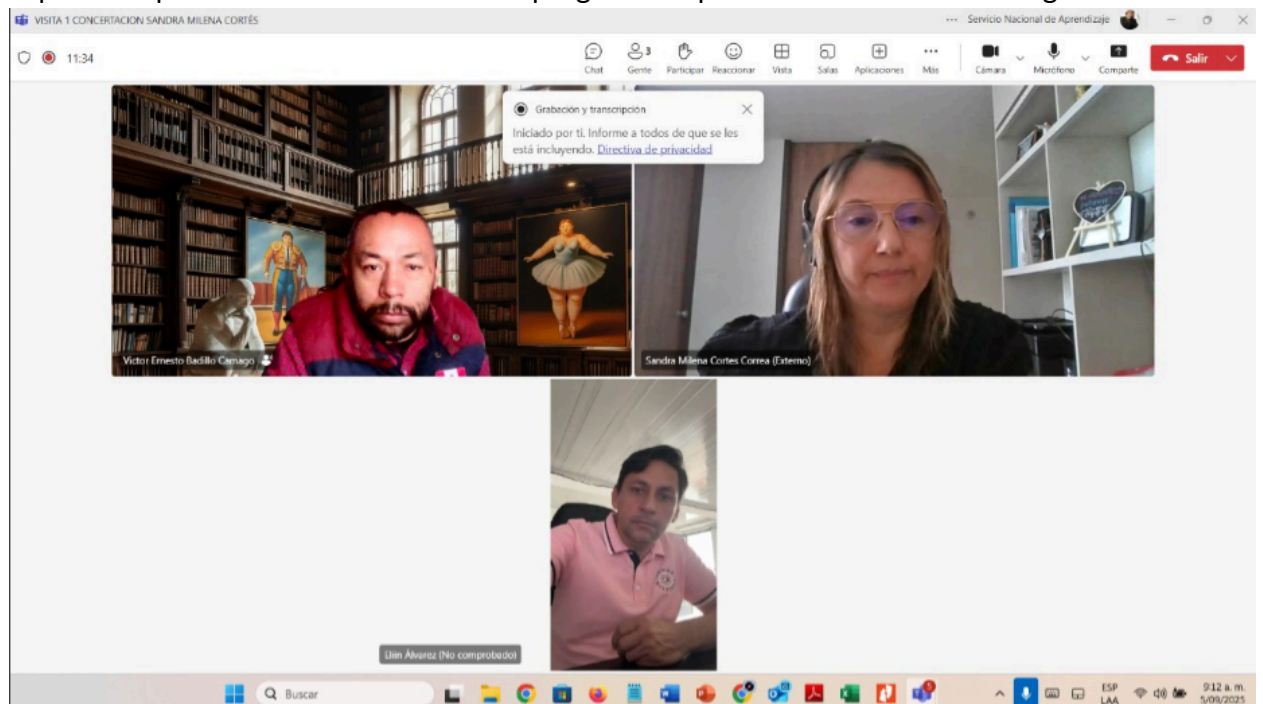 VISITA 1 CONCERTACION SANDRA MILENA CORTÉS
Servicio Nacional de Aprendizaje
11:34
Chat
Gente
3
Participar
Reaccionar
Vista
Salas
Aplicaciones
Más
Cámara
Micrófono
Comparte
Salir
Grabación y transcripción
Iniciado por ti. Informe a todos de que se les
está incluyendo. Directiva de privacidad
Victor Ernesto Badillo Camago
Sandra Milena Cortes Correa (Externo)
Álvarez (No comprobado)
Buscar
ESP
LAA
9:12 a. m.
5/09/2025